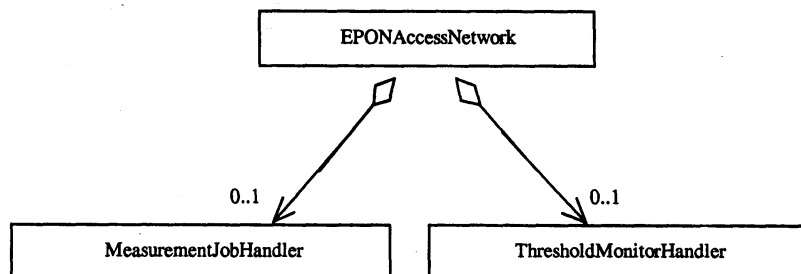 EPONAccessNetwork
0..1
0..1
MeasurementJobHandler
ThresholdMonitorHandler